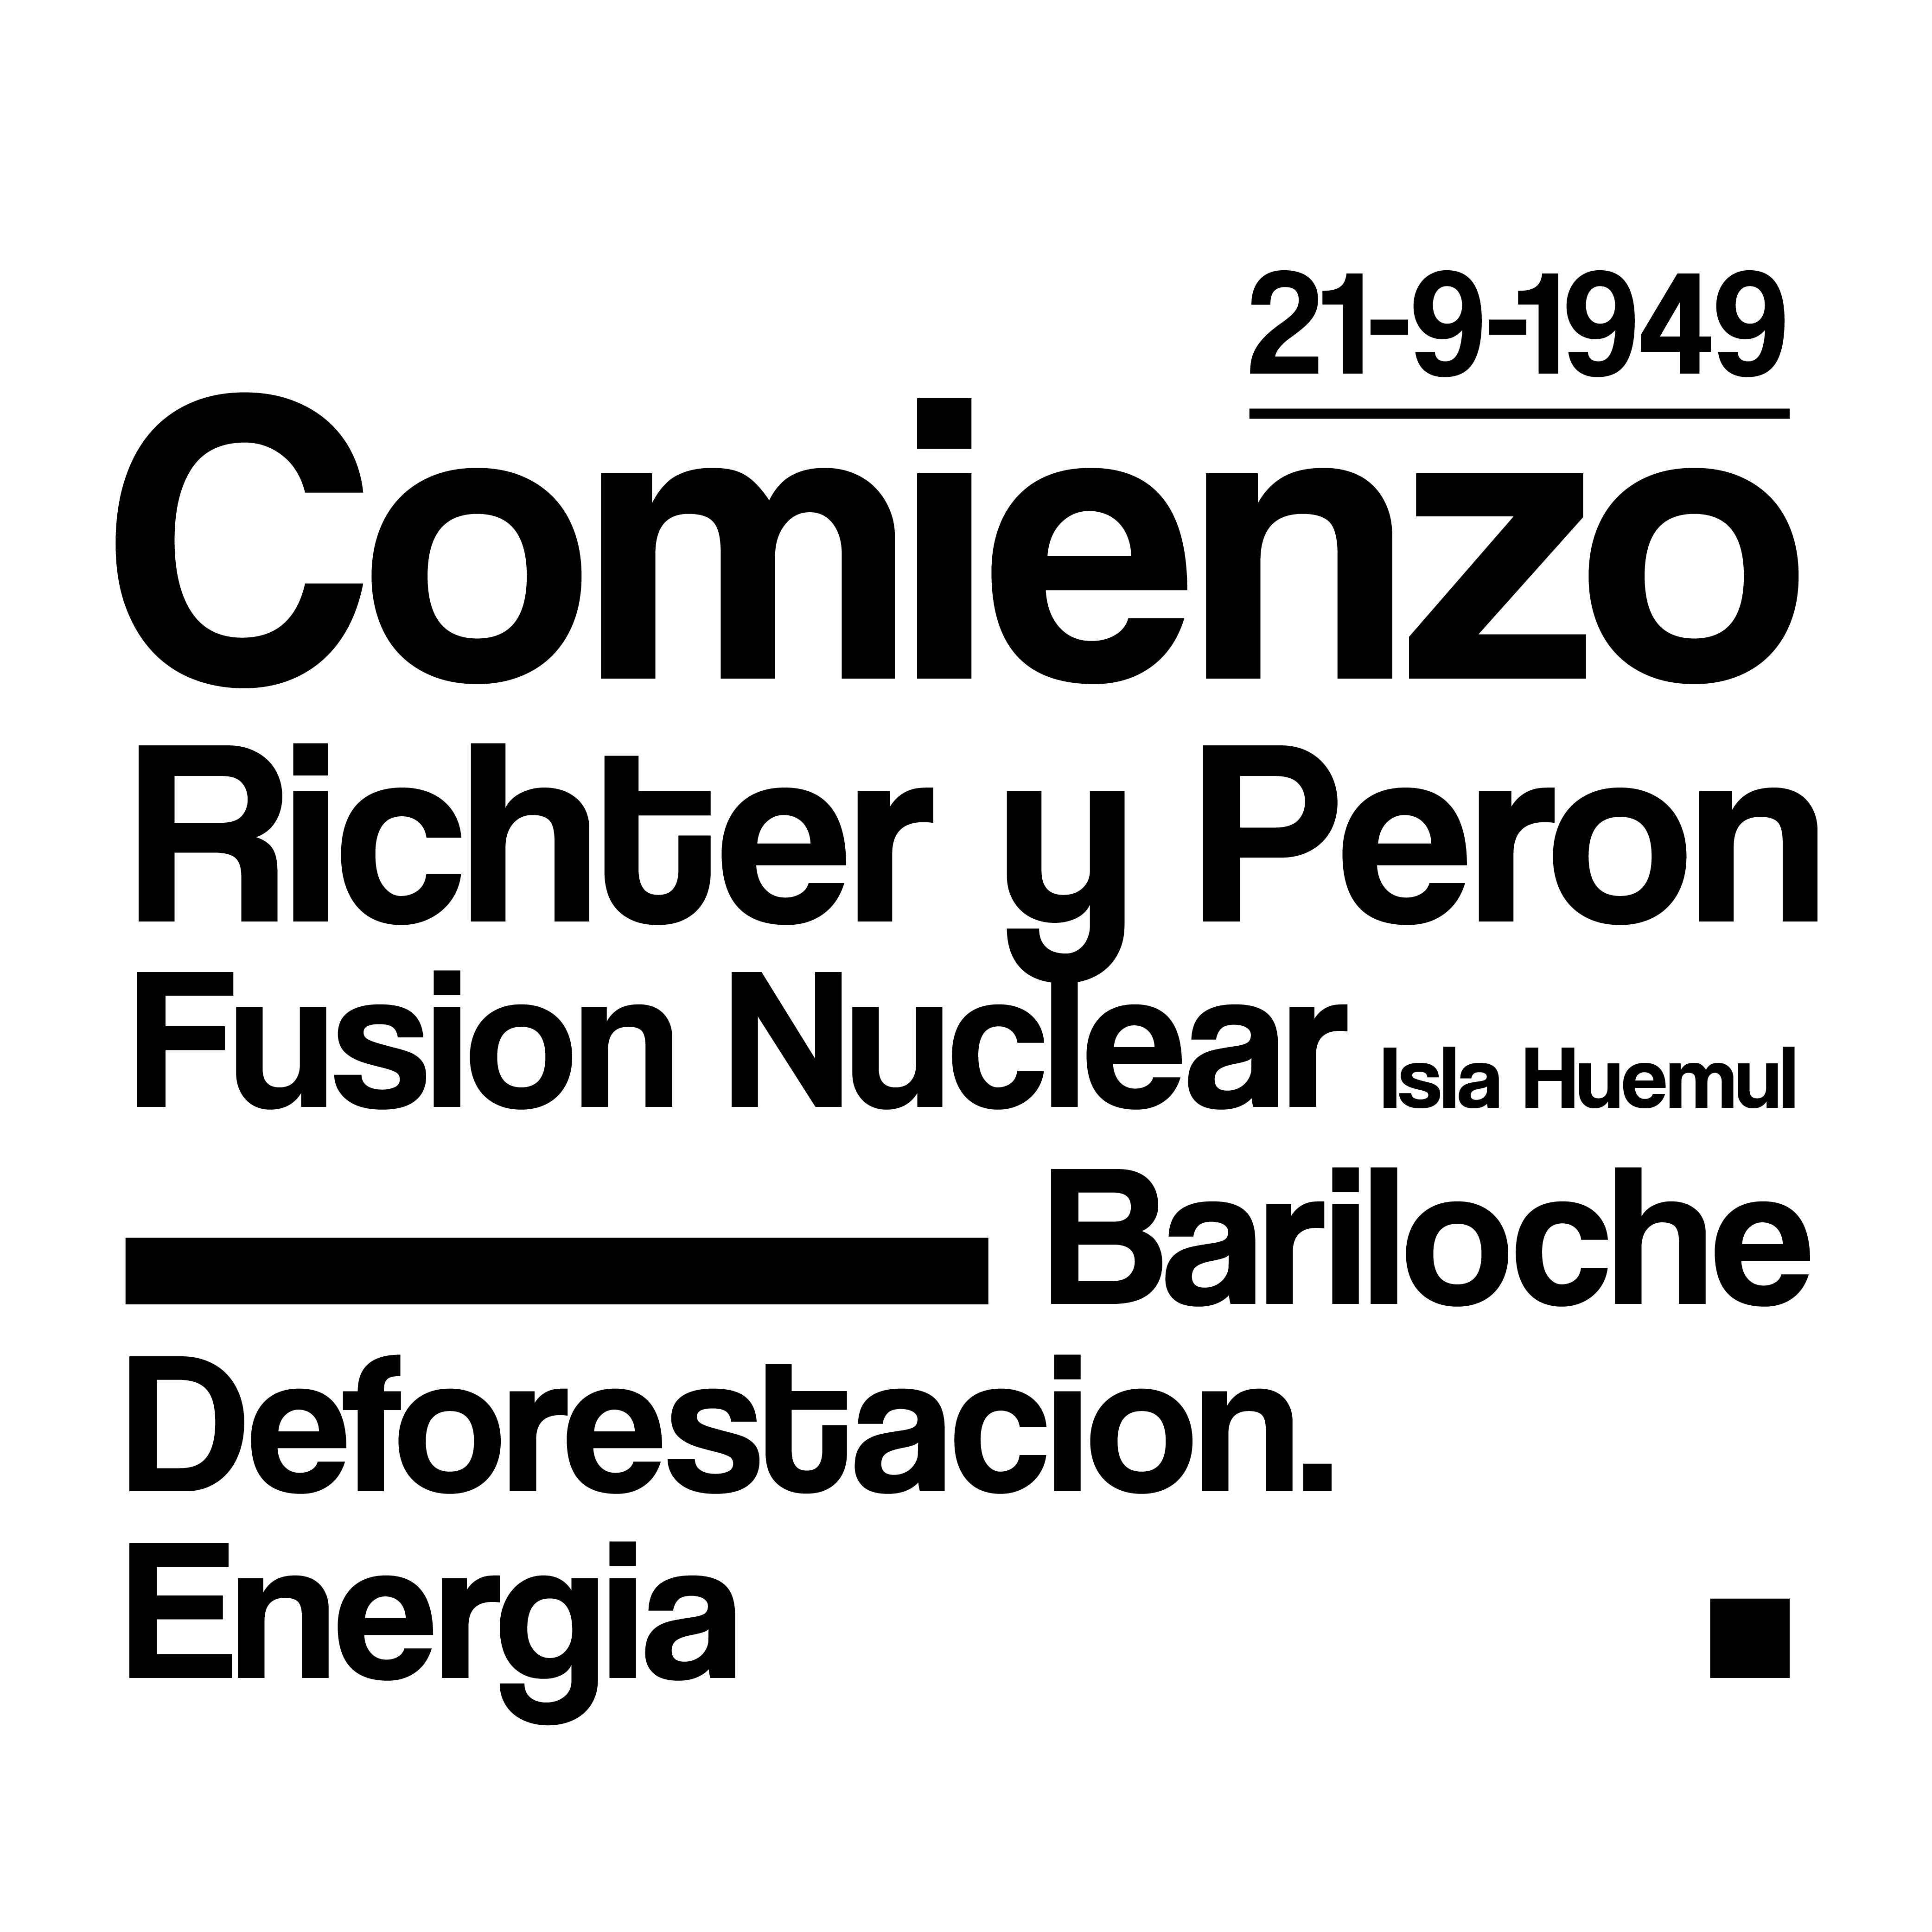 21-9-1949
Comienzo
Richter y Peron
Fusion Nuclear Isla Huemul
Bariloche
Deforestacion.
Energia